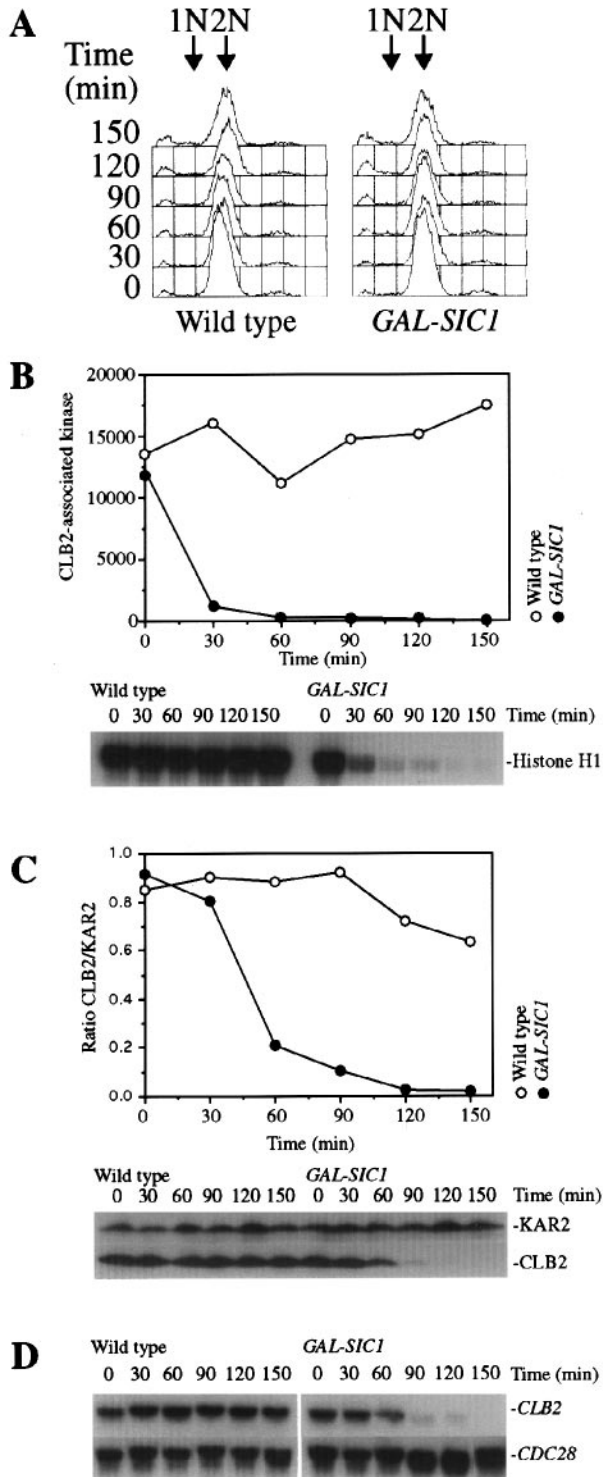 A
1N2N 1N2N
Time
(min)
150
120
90
60
30
0
Wild type GAL-SIC1
B
20000
15000
10000
5000
0
CLB2-associated kinase
0 30 60 90 120 150
Time (min)
Wild type
GAL-SIC1
Wild type GAL-SIC1
0 30 60 90 120 150 0 30 60 90 120 150 Time (min)
-Histone H1
C
1.0
0.8
0.6
0.4
0.2
0.0
Ratio CLB2/KAR2
0 30 60 90 120 150
Time (min)
Wild type
GAL-SIC1
Wild type GAL-SIC1
0 30 60 90 120 150 0 30 60 90 120 150 Time (min)
-KAR2
-CLB2
D
Wild type GAL-SIC1
0 30 60 90 120 150 0 30 60 90 120 150 Time (min)
-CLB2
-CDC28